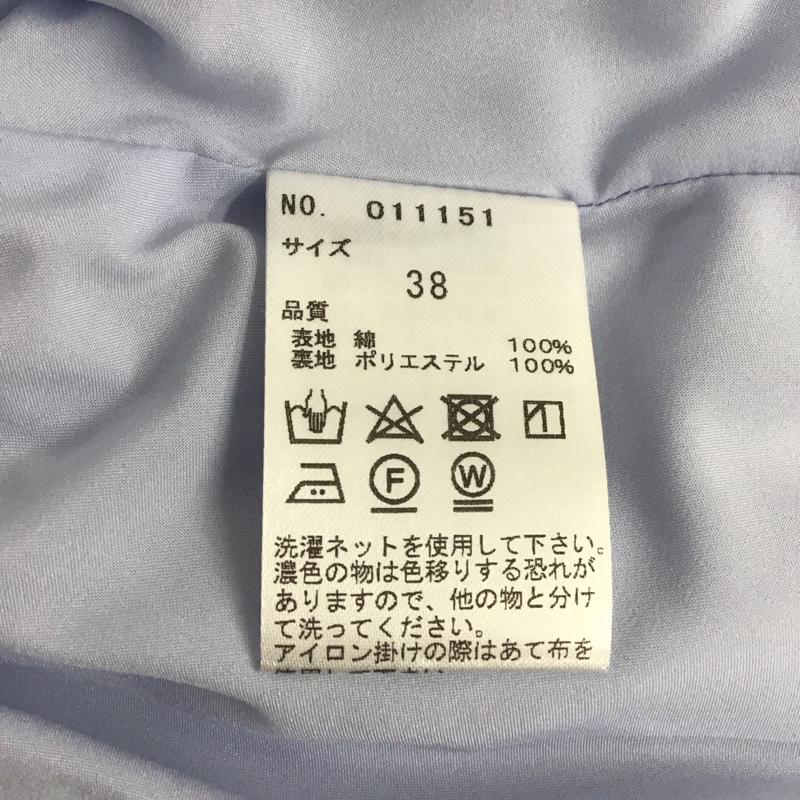 NO. 011151
サイズ
38
品質
表地 綿 100%
裏地 ポリエステル 100%
1
F W
洗濯ネットを使用して下さい。
濃色の物は色移りする恐れが
ありますので、他の物と分け
て洗ってください。
アイロン掛けの際はあて布を